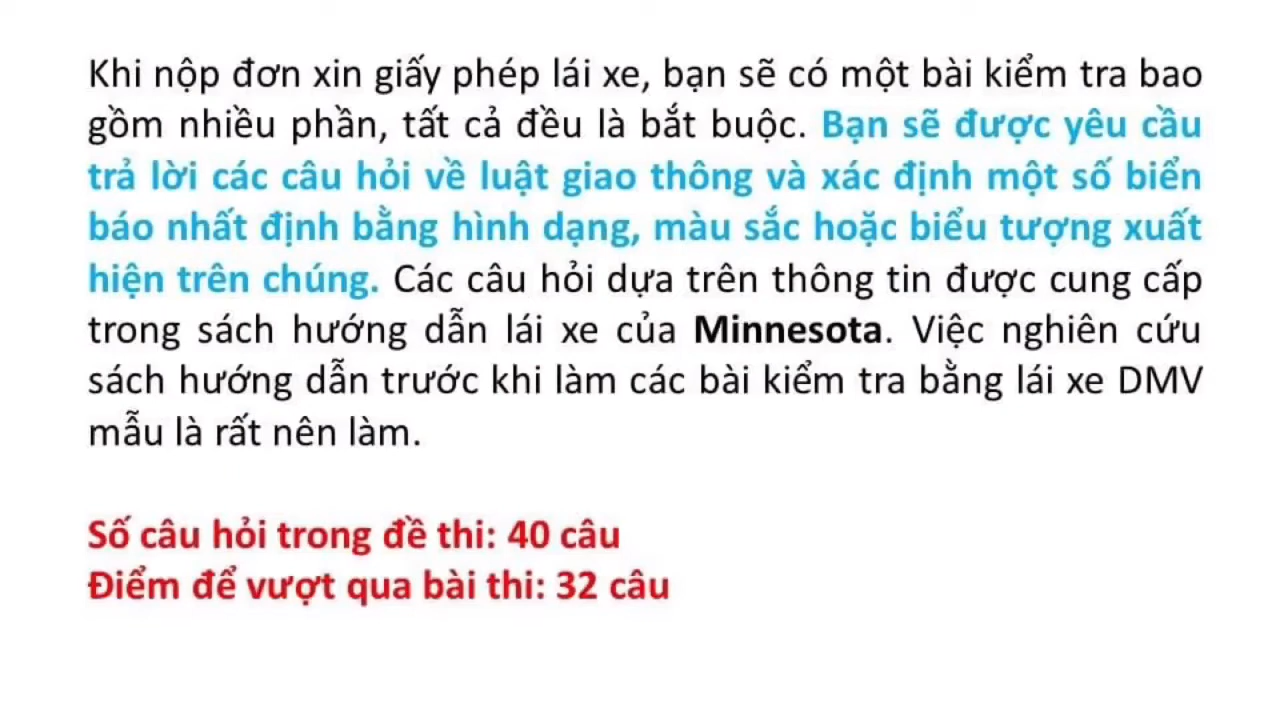 Khi nộp đơn xin giấy phép lái xe, bạn sẽ có một bài kiểm tra bao
gồm nhiều phần, tất cả đều là bắt buộc. Bạn sẽ được yêu cầu
trả lời các câu hỏi về luật giao thông và xác định một số biển
báo nhất định bằng hình dạng, màu sắc hoặc biểu tượng xuất
hiện trên chúng. Các câu hỏi dựa trên thông tin được cung cấp
trong sách hướng dẫn lái xe của Minnesota. Việc nghiên cứu
sách hướng dẫn trước khi làm các bài kiểm tra bằng lái xe DMV
mẫu là rất nên làm.
Số câu hỏi trong đề thi: 40 câu
Điểm để vượt qua bài thi: 32 câu